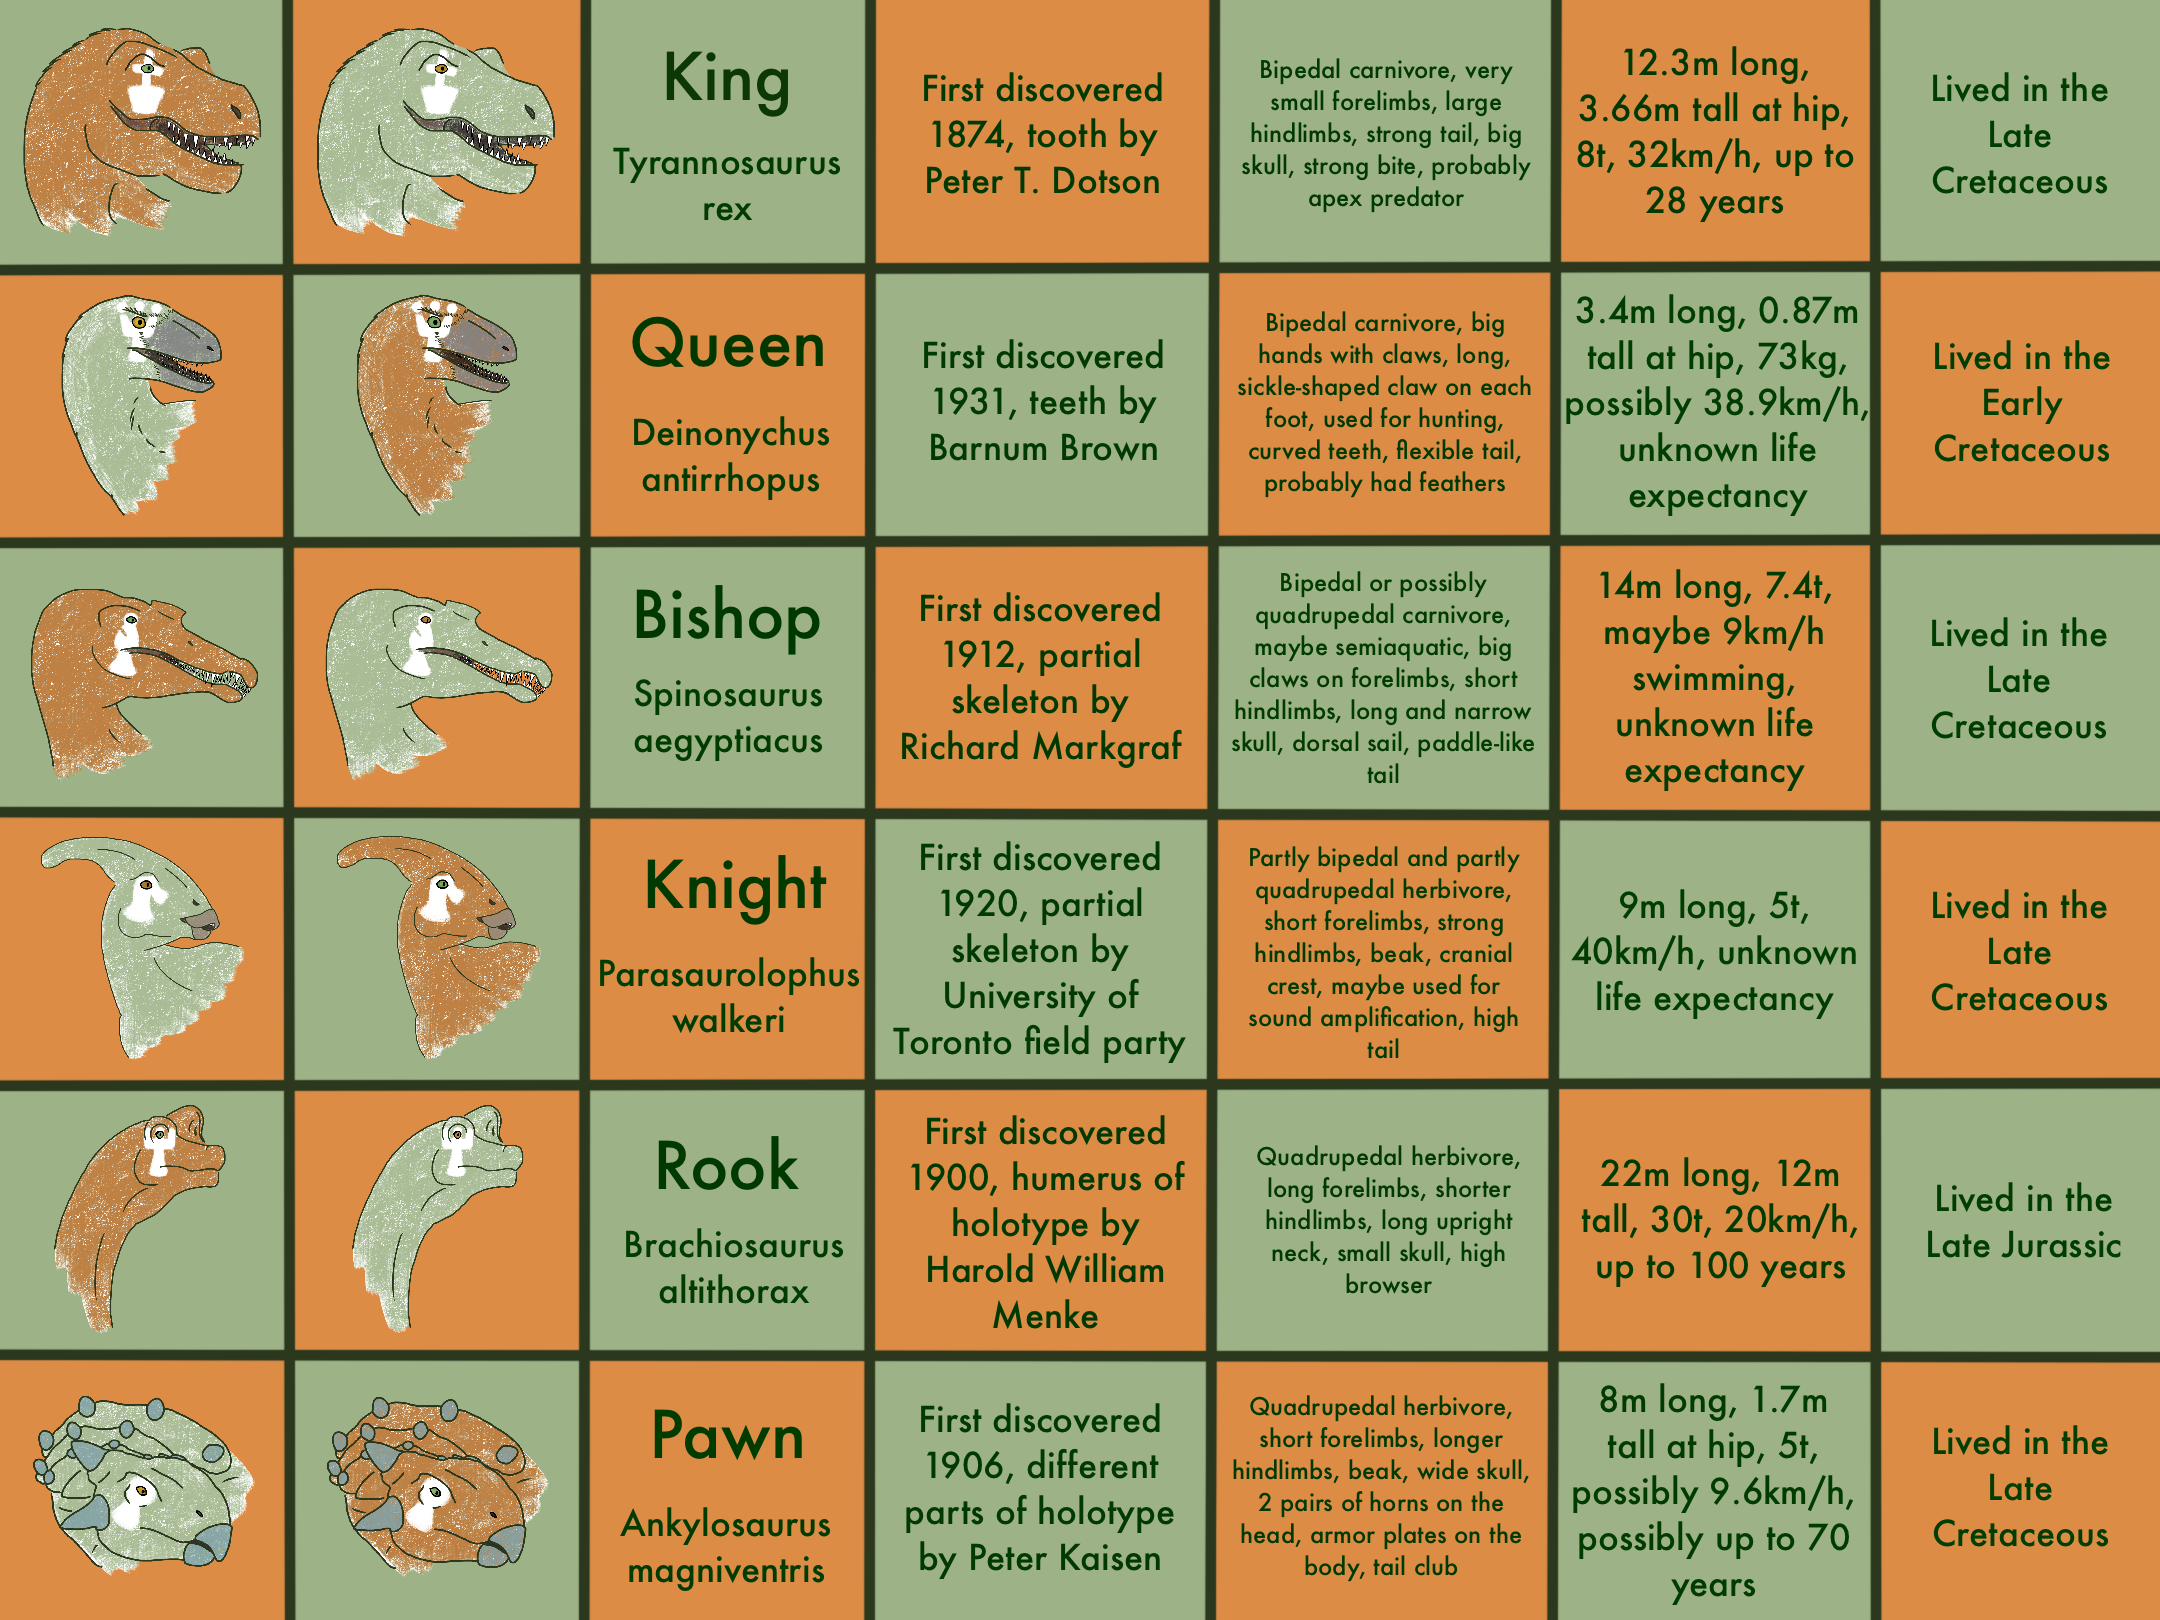 King
Tyrannosaurus
rex
First discovered
1874, tooth by
Peter T. Dotson
Bipedal carnivore, very
small forelimbs, large
hindlimbs, strong tail, big
skull, strong bite, probably
apex predator
12.3m long,
3.66m tall at hip,
8t, 32km/h, up to
28 years
Lived in the
Late
Cretaceous
Queen
Deinonychus
antirrhopus
First discovered
1931, teeth by
Barnum Brown
Bipedal carnivore, big
hands with claws, long,
sickle-shaped claw on each
foot, used for hunting,
curved teeth, flexible tail,
probably had feathers
3.4m long, 0.87m
tall at hip, 73kg,
possibly 38.9km/h,
unknown life
expectancy
Lived in the
Early
Cretaceous
Bishop
Spinosaurus
aegyptiacus
First discovered
1912, partial
skeleton by
Richard Markgraf
Bipedal or possibly
quadrupedal carnivore,
maybe semiaquatic, big
claws on forelimbs, short
hindlimbs, long and narrow
skull, dorsal sail, paddle-like
tail
14m long, 7.4t,
maybe 9km/h
swimming,
unknown life
expectancy
Lived in the
Late
Cretaceous
Knight
Parasaurolophus
walkeri
First discovered
1920, partial
skeleton by
University of
Toronto field party
Partly bipedal and partly
quadrupedal herbivore,
short forelimbs, strong
hindlimbs, beak, cranial
crest, maybe used for
sound amplification, high
tail
9m long, 5t,
40km/h, unknown
life expectancy
Lived in the
Late
Cretaceous
Rook
Brachiosaurus
altithorax
First discovered
1900, humerus of
holotype by
Harold William
Menke
Quadrupedal herbivore,
long forelimbs, shorter
hindlimbs, long upright
neck, small skull, high
browser
22m long, 12m
tall, 30t, 20km/h,
up to 100 years
Lived in the
Late Jurassic
Pawn
Ankylosaurus
magniventris
First discovered
1906, different
parts of holotype
by Peter Kaisen
Quadrupedal herbivore,
short forelimbs, longer
hindlimbs, beak, wide skull,
2 pairs of horns on the
head, armor plates on the
body, tail club
8m long, 1.7m
tall at hip, 5t,
possibly 9.6km/h,
possibly up to 70
years
Lived in the
Late
Cretaceous